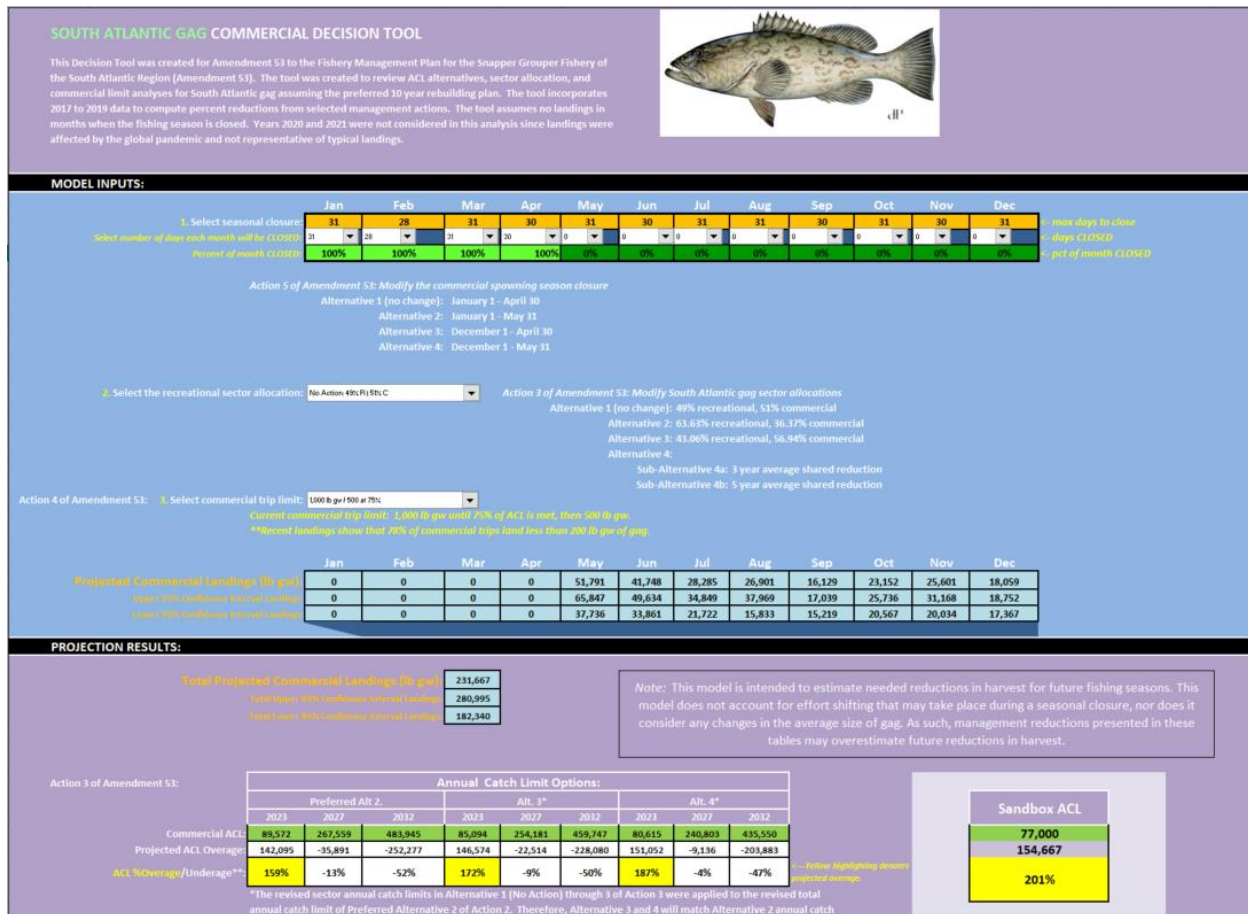 SOUTH ATLANTIC GAG COMMERCIAL DECISION TOOL
This Decision Tool was created for Amendment 53 to the Fishery Management Plan for the Snapper Grouper Fishery of
the South Atlantic Region (Amendment 53). The tool was created to review ACL alternatives, sector allocation, and
commercial limit analyses for South Atlantic gag assuming the preferred 10 year rebuilding plan. The tool incorporates
2017 to 2019 data to compute percent reductions from selected management actions. The tool assumes no landings in
months when the fishing season is closed. Years 2020 and 2021 were not considered in this analysis since landings were
affected by the global pandemic and not representative of typical landings.
dP
MODEL INPUTS:
Jan Feb Mar Apr May Jun Jul Aug Sep Oct Nov Dec
1. Select seasonal closure: 31 28 31 30 31 30 31 31 30 31 30 31 <- max days to close
Select number of days each month will be CLOSED: 31 28 31 30 0 0 0 0 0 0 0 0 <- days CLOSED
Percent of month CLOSED: 100% 100% 100% 100% 0% 0% 0% 0% 0% 0% 0% 0% <- pct of month CLOSED
Action 5 of Amendment 53: Modify the commercial spawning season closure
Alternative 1 (no change): January 1 - April 30
Alternative 2: January 1 - May 31
Alternative 3: December 1 - April 30
Alternative 4: December 1 - May 31
2. Select the recreational sector allocation: No Action: 49% R | 51% C Action 3 of Amendment 53: Modify South Atlantic gag sector allocations
Alternative 1 (no change): 49% recreational, 51% commercial
Alternative 2: 63.63% recreational, 36.37% commercial
Alternative 3: 43.06% recreational, 56.94% commercial
Alternative 4:
Sub-Alternative 4a: 3 year average shared reduction
Sub-Alternative 4b: 5 year average shared reduction
Action 4 of Amendment 53: 3. Select commercial trip limit: 1,000 lb gw / 500 at 75%
Current commercial trip limit: 1,000 lb gw until 75% of ACL is met, then 500 lb gw.
**Recent landings show that 78% of commercial trips land less than 200 lb gw of gag.
Jan Feb Mar Apr May Jun Jul Aug Sep Oct Nov Dec
Projected Commercial Landings (lb gw) 0 0 0 0 51,791 41,748 28,285 26,901 16,129 23,152 25,601 18,059
Upper 95% Confidence Interval Landings 0 0 0 0 65,847 49,634 34,849 37,969 17,039 25,736 31,168 18,752
Lower 95% Confidence Interval Landings 0 0 0 0 37,736 33,861 21,722 15,833 15,219 20,567 20,034 17,367
PROJECTION RESULTS:
Total Projected Commercial Landings (lb gw): 231,667
Total Upper 95% Confidence Interval Landings 280,995
Total Lower 95% Confidence Interval Landings 182,340
Note: This model is intended to estimate needed reductions in harvest for future fishing seasons. This
model does not account for effort shifting that may take place during a seasonal closure, nor does it
consider any changes in the average size of gag. As such, management reductions presented in these
tables may overestimate future reductions in harvest.
Action 3 of Amendment 53: Annual Catch Limit Options:
Preferred Alt 2. Alt. 3* Alt. 4*
2023 2027 2032 2023 2027 2032 2023 2027 2032
Commercial ACL: 89,572 267,559 483,945 85,094 254,181 459,747 80,615 240,803 435,550
Projected ACL Overage: 142,095 -35,891 -252,277 146,574 -22,514 -228,080 151,052 -9,136 -203,883
ACL %Overage/Underage**: 159% -13% -52% 172% -9% -50% 187% -4% -47% <---Yellow highlighting denotes
projected overage.
Sandbox ACL
77,000
154,667
201%
*The revised sector annual catch limits in Alternative 1 (No Action) through 3 of Action 3 were applied to the revised total
annual catch limit of Preferred Alternative 2 of Action 2. Therefore, Alternative 3 and 4 will match Alternative 2 annual catch